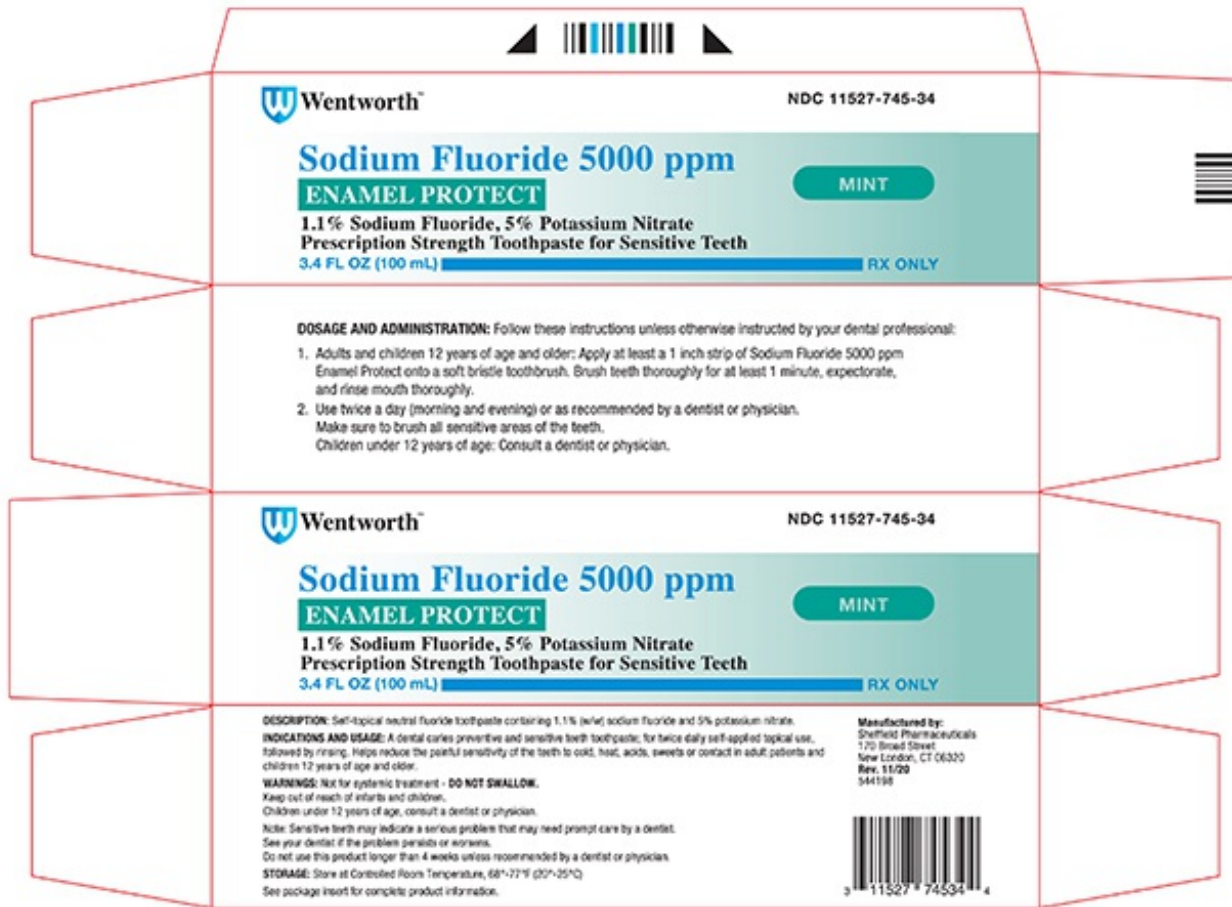 Wentworth™
NDC 11527-745-34
Sodium Fluoride 5000 ppm
MINT
ENAMEL PROTECT
1.1% Sodium Fluoride, 5% Potassium Nitrate
Prescription Strength Toothpaste for Sensitive Teeth
3.4 FL OZ (100 mL)
RX ONLY
DOSAGE AND ADMINISTRATION: Follow these instructions unless otherwise instructed by your dental professional:
1. Adults and children 12 years of age and older: Apply at least a 1 inch strip of Sodium Fluoride 5000 ppm
Enamel Protect onto a soft bristle toothbrush. Brush teeth thoroughly for at least 1 minute, expectorate,
and rinse mouth thoroughly.
2. Use twice a day (morning and evening) or as recommended by a dentist or physician.
Make sure to brush all sensitive areas of the teeth.
Children under 12 years of age: Consult a dentist or physician.
Wentworth™
NDC 11527-745-34
Sodium Fluoride 5000 ppm
MINT
ENAMEL PROTECT
1.1% Sodium Fluoride, 5% Potassium Nitrate
Prescription Strength Toothpaste for Sensitive Teeth
3.4 FL OZ (100 mL)
RX ONLY
DESCRIPTION: Self-topical neutral fluoride toothpaste containing 1.1% (w/w) sodium fluoride and 5% potassium nitrate.
INDICATIONS AND USAGE: A dental caries preventive and sensitive teeth toothpaste; for twice daily self-applied topical use,
followed by rinsing. Helps reduce the painful sensitivity of the teeth to cold, heat, acids, sweets or contact in adult patients and
children 12 years of age and older.
WARNINGS: Not for systemic treatment - DO NOT SWALLOW.
Keep out of reach of infants and children.
Children under 12 years of age, consult a dentist or physician.
Note: Sensitive teeth may indicate a serious problem that may need prompt care by a dentist.
See your dentist if the problem persists or worsens.
Do not use this product longer than 4 weeks unless recommended by a dentist or physician.
STORAGE: Store at Controlled Room Temperature, 68°-77°F (20°-25°C)
See package insert for complete product information.
Manufactured by:
Sheffield Pharmaceuticals
170 Broad Street
New London, CT 06320
Rev. 11/20
544198
3 11527 74534 4